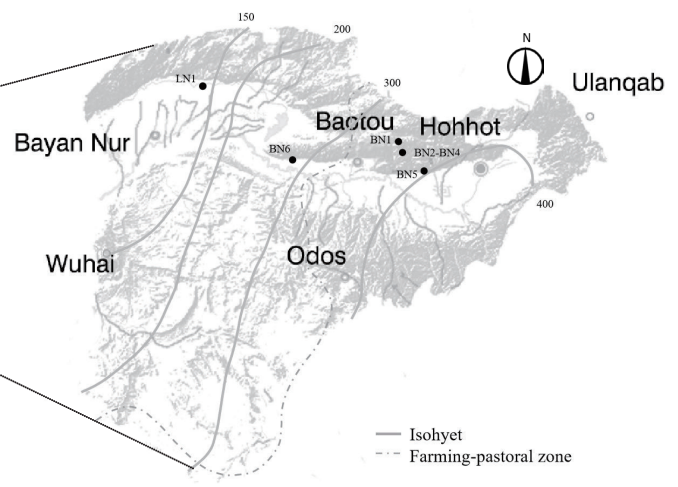 150
200
N
LN1
300
Ulanqab
Baotou
Hohhot
Bayan Nur
BN1
BN6
BN2-BN4
BN5
400
Wuhai
Odos
Isohyet
Farming-pastoral zone